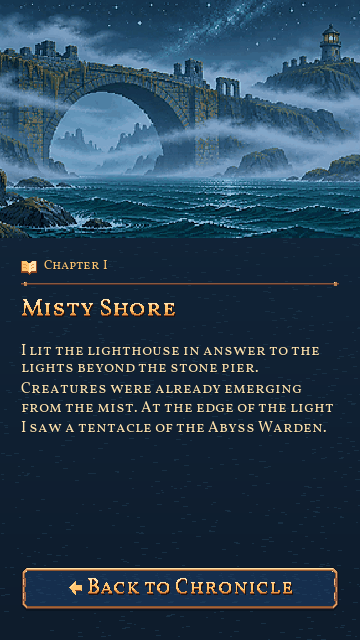 Chapter I
Misty Shore
I lit the lighthouse in answer to the
lights beyond the stone pier.
Creatures were already emerging
from the mist. At the edge of the light
I saw a tentacle of the Abyss Warden.
Back to Chronicle